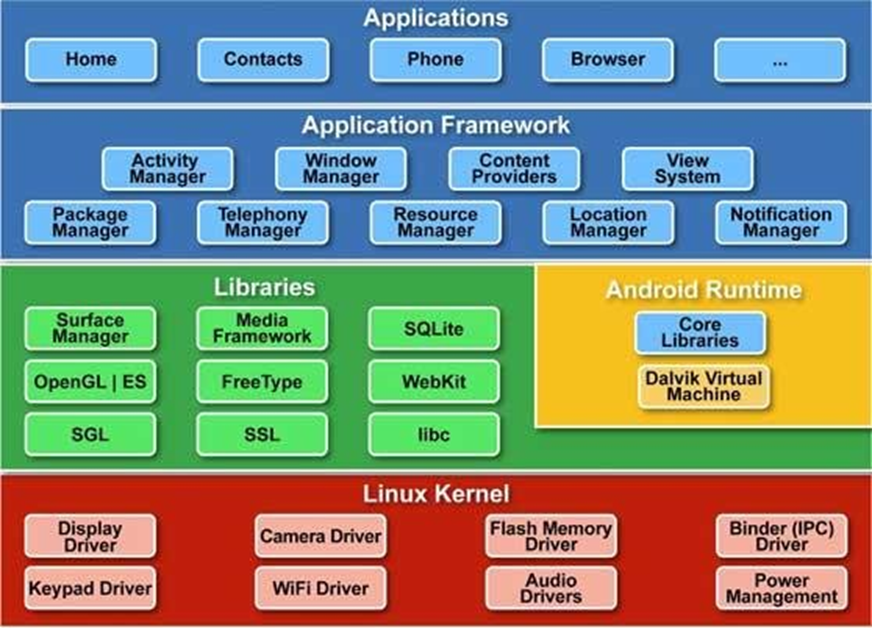 Applications
Home
Contacts
Phone
Browser
...
Application Framework
Activity
Manager
Window
Manager
Content
Providers
View
System
Package
Manager
Telephony
Manager
Resource
Manager
Location
Manager
Notification
Manager
Libraries
Surface
Manager
Media
Framework
SQLite
OpenGL | ES
FreeType
WebKit
SGL
SSL
libc
Android Runtime
Core
Libraries
Dalvik Virtual
Machine
Linux Kernel
Display
Driver
Camera Driver
Flash Memory
Driver
Binder (IPC)
Driver
Keypad Driver
WiFi Driver
Audio
Drivers
Power
Management